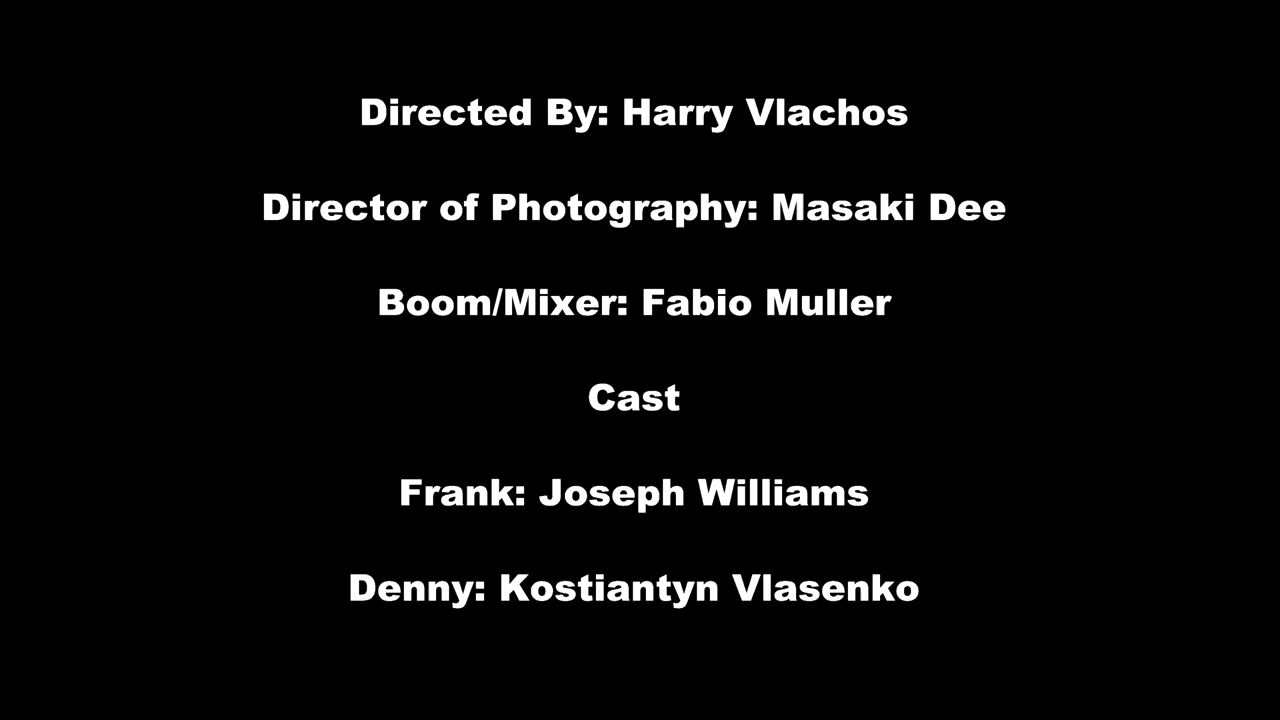 Directed By: Harry Vlachos
Director of Photography: Masaki Dee
Boom/Mixer: Fabio Muller
Cast
Frank: Joseph Williams
Denny: Kostiantyn Vlasenko